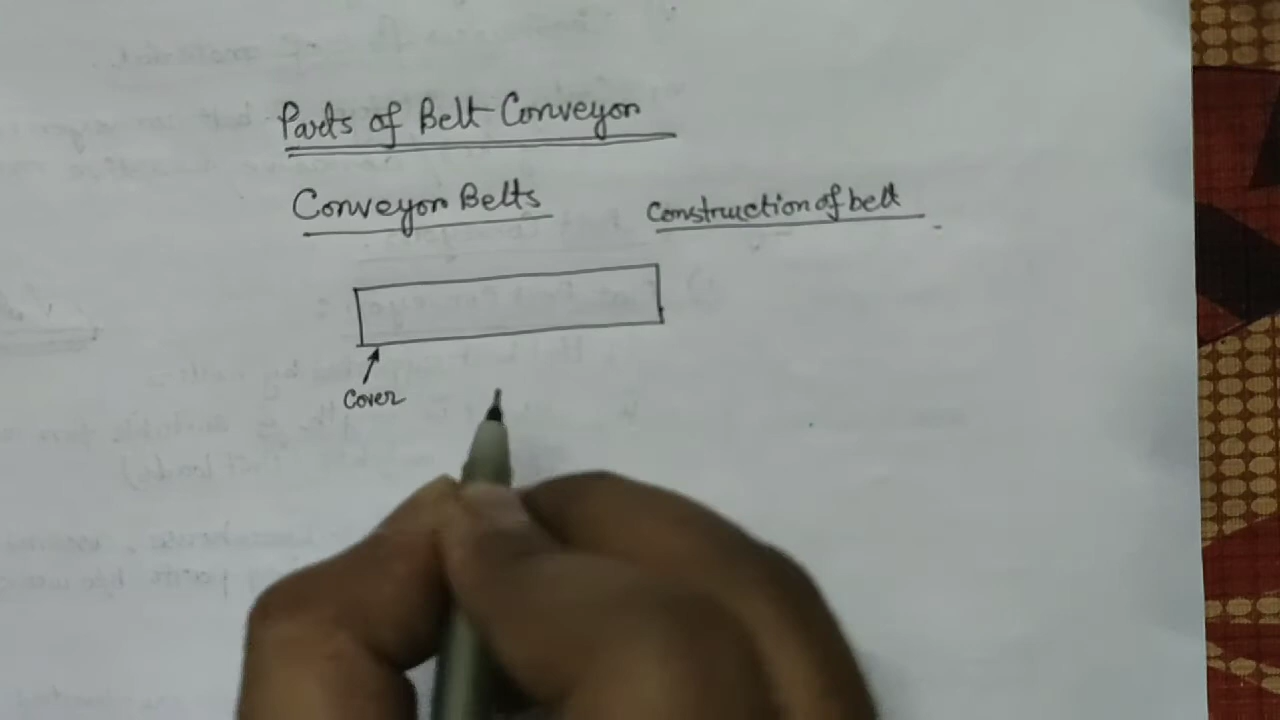 Parts of Belt Conveyor
Conveyor Belts
Construction of belt
Cover